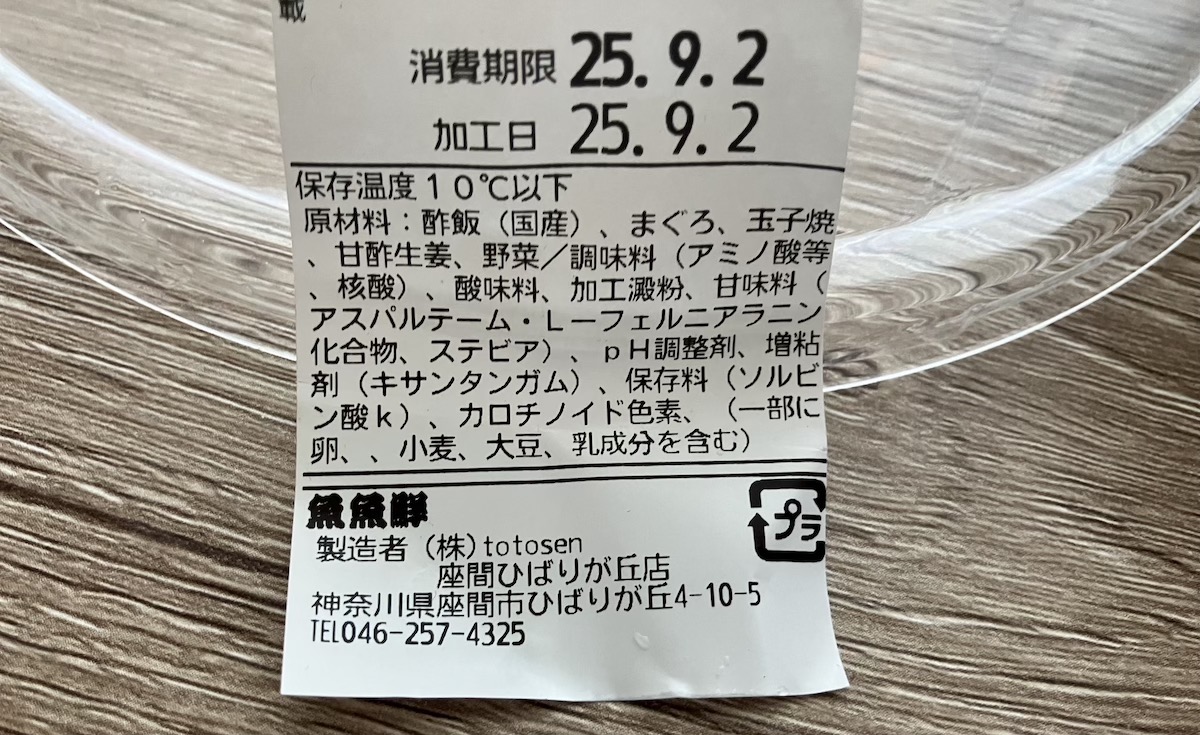 載
消費期限 25.9.2
加工日 25.9.2
保存温度10℃以下
原材料：酢飯（国産）、まぐろ、玉子焼
、甘酢生姜、野菜／調味料（アミノ酸等
、核酸）、酸味料、加工澱粉、甘味料（
アスパルテーム・L−フェルニアラニン
化合物、ステビア）、pH調整剤、増粘
剤（キサンタンガム）、保存料（ソルビ
ン酸k）、カロチノイド色素、（一部に
卵、、小麦、大豆、乳成分を含む）
魚魚鮮
プラ
製造者（株)totosen
座間ひばりが丘店
神奈川県座間市ひばりが丘4-10-5
TEL046-257-4325